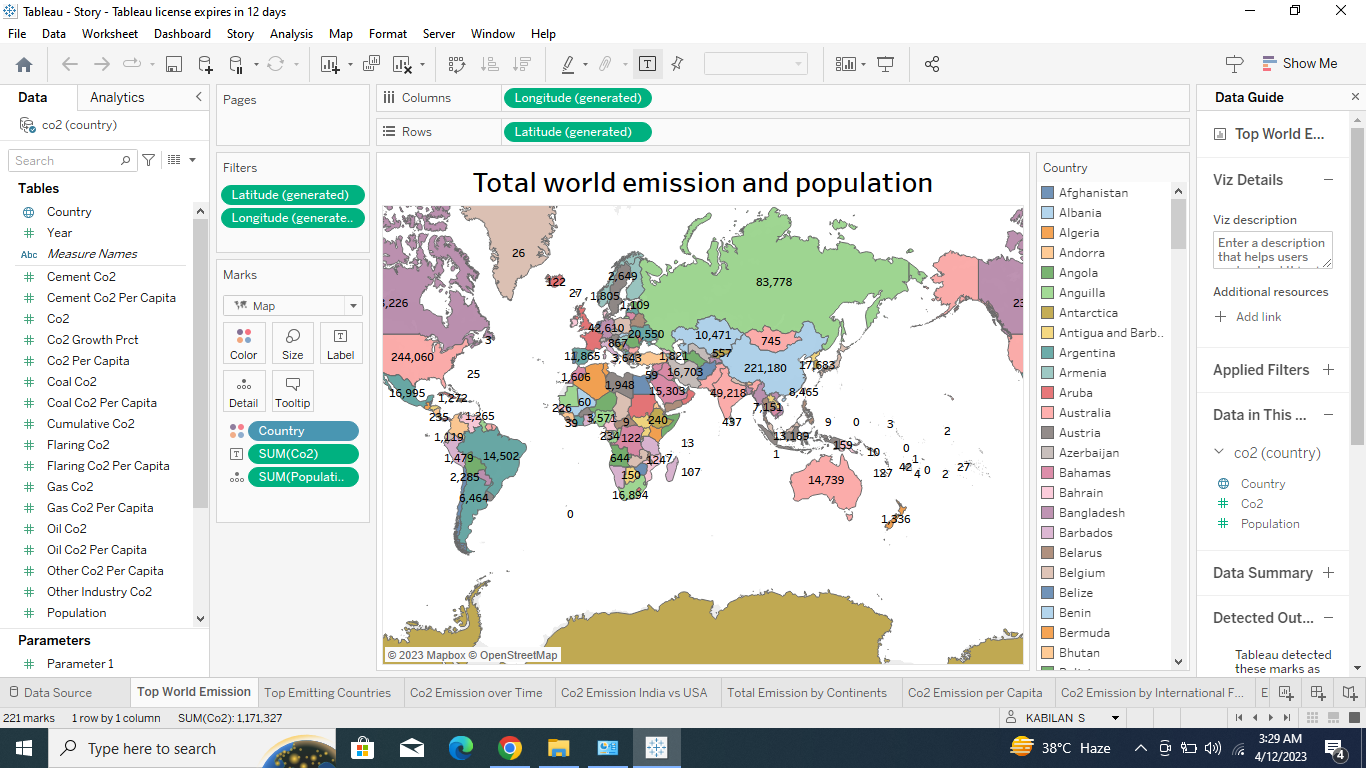 Tableau - Story - Tableau license expires in 12 days
File Data Worksheet Dashboard Story Analysis Map Format Server Window Help
Show Me
Data Analytics
co2 (country)
Search
Tables
Country
Year
Abc Measure Names
Cement Co2
Cement Co2 Per Capita
Co2
Co2 Growth Prct
Co2 Per Capita
Coal Co2
Coal Co2 Per Capita
Cumulative Co2
Flaring Co2
Flaring Co2 Per Capita
Gas Co2
Gas Co2 Per Capita
Oil Co2
Oil Co2 Per Capita
Other Co2 Per Capita
Other Industry Co2
Population
Parameters
Parameter 1
Pages
Filters
Latitude (generated)
Longitude (generate..
Marks
Map
Color Size Label
Detail Tooltip
Country
SUM(Co2)
SUM(Populati..
Columns Longitude (generated)
Rows Latitude (generated)
Total world emission and population
26
122
27
2,649
1,805
1,109
83,778
3,226
23
42,610
20,550
867
10,471
745
3
244,060
11,865
3,643
1,821
557
221,180
17,683
25
1,606
1,948
59
16,703
16,995
1,272
60
15,303
49,218
8,465
226
235
1,265
39
3,571
9
240
437
7,151
9
0
3
2
1,119
234
122
13
13,189
159
0
1,479
14,502
644
1247
1
10
42
1
0
27
2,285
150
107
127
4
2
6,464
16,894
14,739
0
1,336
© 2023 Mapbox © OpenStreetMap
Country
Afghanistan
Albania
Algeria
Andorra
Angola
Anguilla
Antarctica
Antigua and Barb..
Argentina
Armenia
Aruba
Australia
Austria
Azerbaijan
Bahamas
Bahrain
Bangladesh
Barbados
Belarus
Belgium
Belize
Benin
Bermuda
Bhutan
Data Guide
Top World E...
Viz Details
Viz description
Enter a description
that helps users
Additional resources
Add link
Applied Filters
Data in This ...
co2 (country)
Country
Co2
Population
Data Summary
Detected Out...
Tableau detected
these marks as
Data Source Top World Emission Top Emitting Countries Co2 Emission over Time Co2 Emission India vs USA Total Emission by Continents Co2 Emission per Capita Co2 Emission by International F... E
221 marks 1 row by 1 column SUM(Co2): 1,171,327 KABILAN S
Type here to search
38°C Haze
3:29 AM
4/12/2023
4